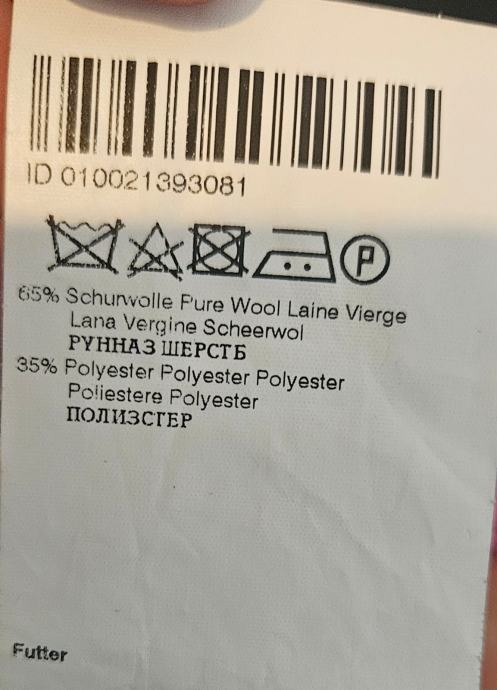 ID 010021393081
P
65% Schurwolle Pure Wool Laine Vierge
Lana Vergine Scheerwol
РУННАЗ ШЕРСТБ
35% Polyester Polyester Polyester
Poliestere Polyester
ПОЛИЗСГЕР
Futter